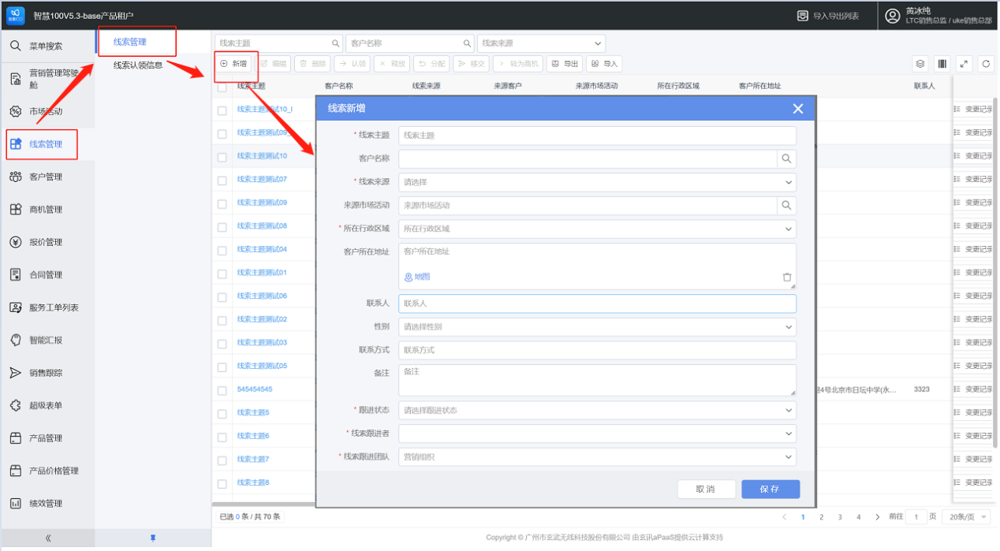 智慧100V5.3-base产品租户
导入导出列表
黄冰纯
LTC销售总监 / uke销售总部
菜单搜索
营销管理驾驶舱
市场活动
线索管理
客户管理
商机管理
报价管理
合同管理
服务工单列表
智能汇报
销售跟踪
超级表单
产品管理
产品价格管理
绩效管理
线索管理
线索认领信息
线索主题 客户名称 线索来源
新增 编辑 删除 认领 释放 分配 移交 转为商机 导出 导入
线索主题 客户名称 线索来源 来源客户 来源市场活动 所在行政区域 客户所在地址 联系人
线索主题测试10_ 变更记录
线索主题测试09 变更记录
线索主题测试10 变更记录
线索主题测试07 变更记录
线索主题测试09 变更记录
线索主题测试08 变更记录
线索主题测试04 变更记录
线索主题测试01 变更记录
线索主题测试06 变更记录
线索主题测试02 变更记录
线索主题测试03 变更记录
线索主题测试05 变更记录
545454545 4号北京市日坛中学(永... 3323 变更记录
线索主题5 变更记录
线索主题6 变更记录
线索主题7 变更记录
线索主题8 变更记录
线索新增
* 线索主题 线索主题
客户名称
* 线索来源 请选择
来源市场活动 来源市场活动
* 所在行政区域 所在行政区域
客户所在地址 客户所在地址
地图
联系人 联系人
性别 请选择性别
联系方式 联系方式
备注 备注
* 跟进状态 请选择跟进状态
* 线索跟进者
* 线索跟进团队 营销组织
取消 保存
已选 0 条 / 共 70 条
1 2 3 4 前往 1 页 20条/页
Copyright © 广州市玄武无线科技股份有限公司 由玄讯aPaaS提供云计算支持